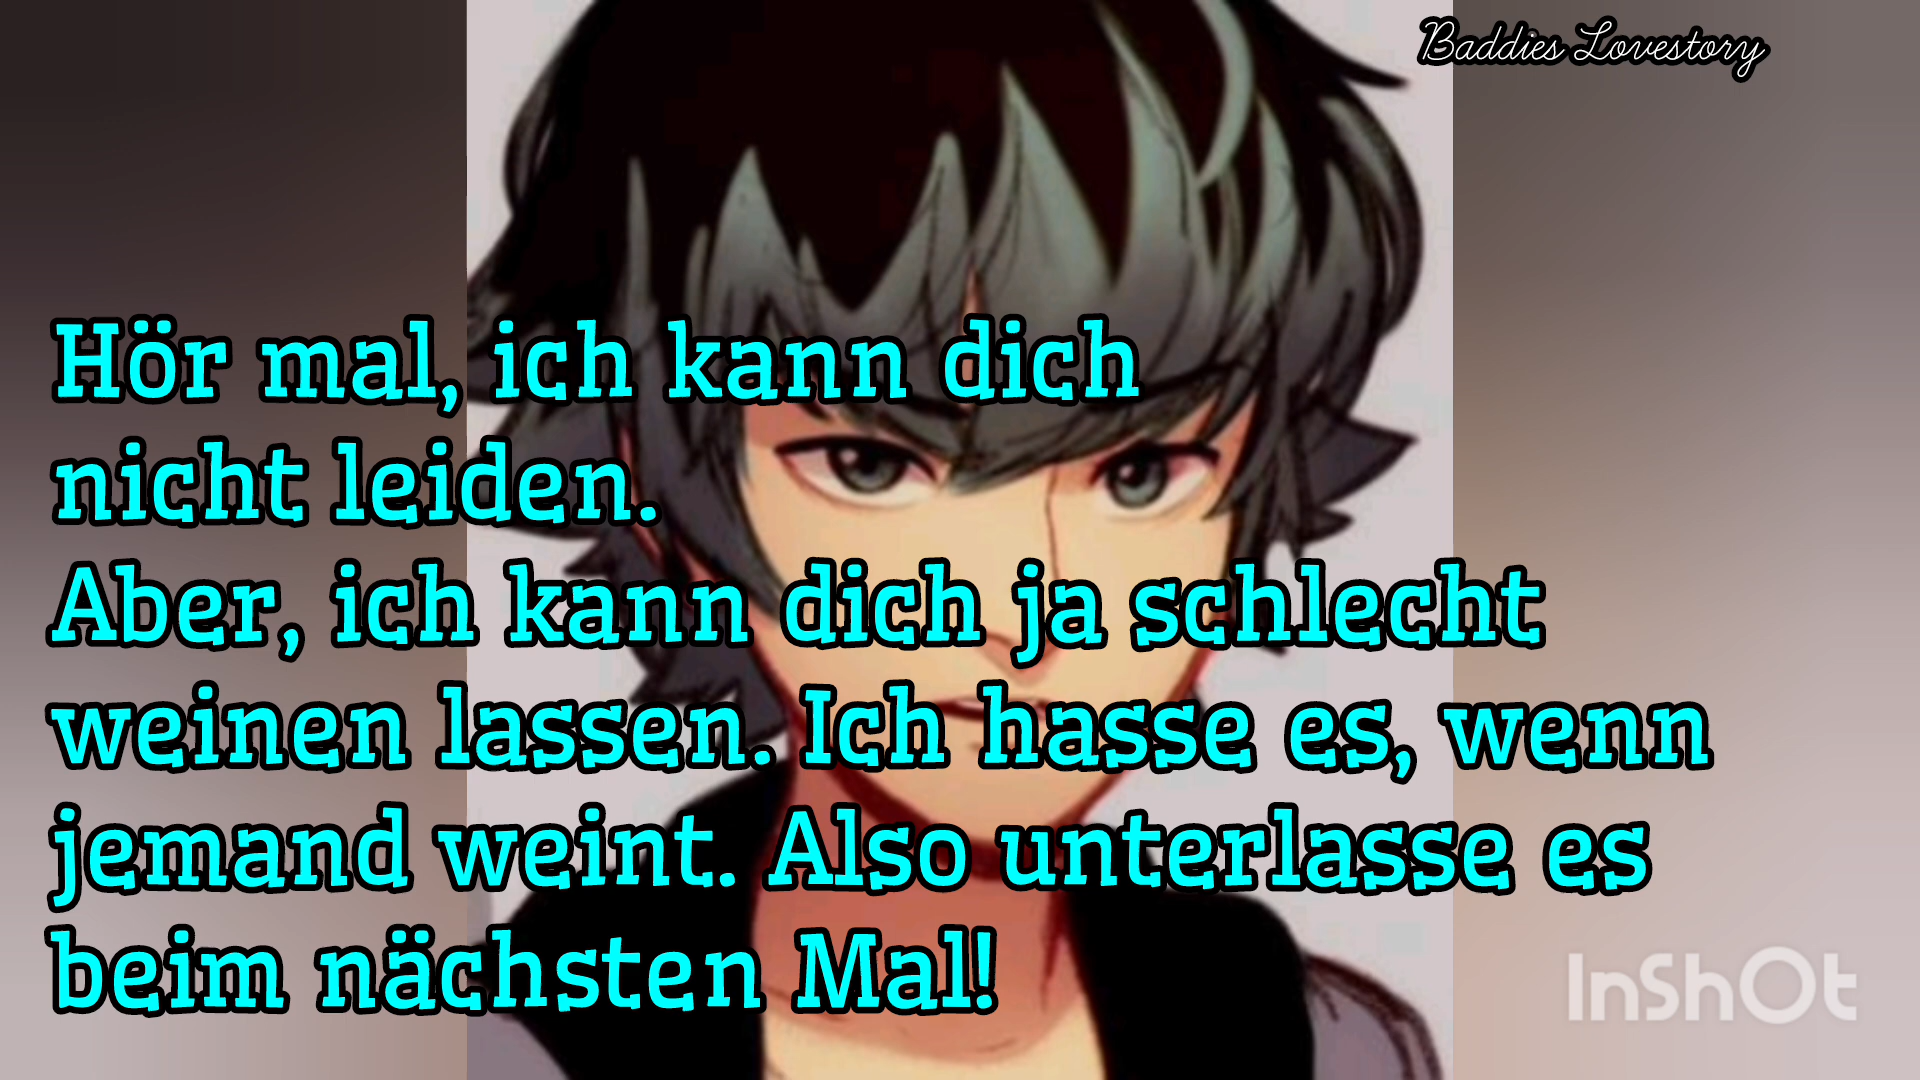 Baddies Lovestory
Hör mal, ich kann dich
nicht leiden.
Aber, ich kann dich ja schlecht
weinen lassen. Ich hasse es, wenn
jemand weint. Also unterlasse es
beim nächsten Mal!
InShOt